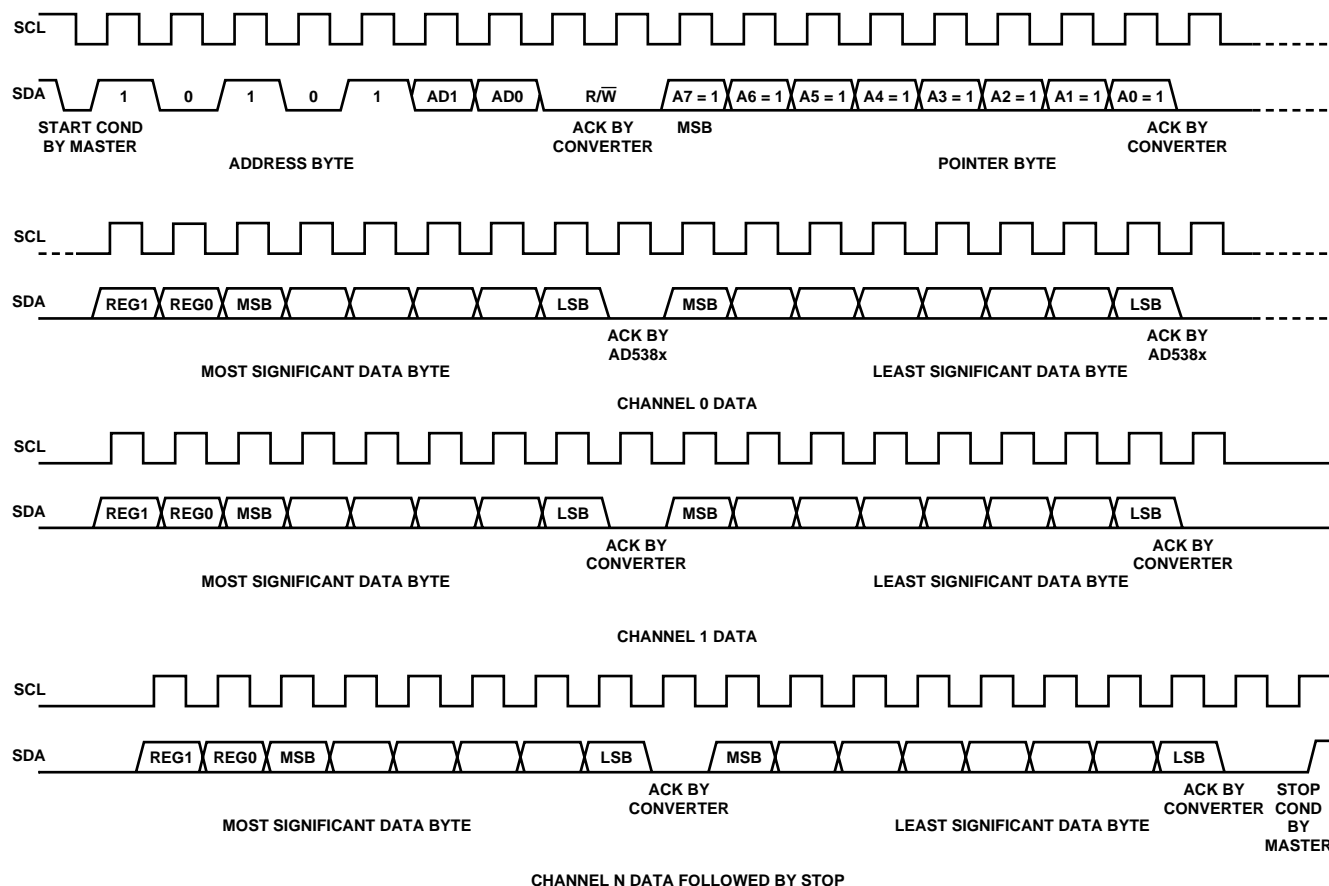 SCL
SDA 1 0 1 0 1 AD1 AD0 R/W̅ A7 = 1 A6 = 1 A5 = 1 A4 = 1 A3 = 1 A2 = 1 A1 = 1 A0 = 1
START COND ACK BY MSB ACK BY
BY MASTER CONVERTER CONVERTER
ADDRESS BYTE POINTER BYTE
SCL
SDA REG1 REG0 MSB LSB MSB LSB
ACK BY ACK BY
AD538x AD538x
MOST SIGNIFICANT DATA BYTE LEAST SIGNIFICANT DATA BYTE
CHANNEL 0 DATA
SCL
SDA REG1 REG0 MSB LSB MSB LSB
ACK BY ACK BY
CONVERTER CONVERTER
MOST SIGNIFICANT DATA BYTE LEAST SIGNIFICANT DATA BYTE
CHANNEL 1 DATA
SCL
SDA REG1 REG0 MSB LSB MSB LSB
ACK BY ACK BY STOP
CONVERTER CONVERTER COND
MOST SIGNIFICANT DATA BYTE LEAST SIGNIFICANT DATA BYTE BY
MASTER
CHANNEL N DATA FOLLOWED BY STOP